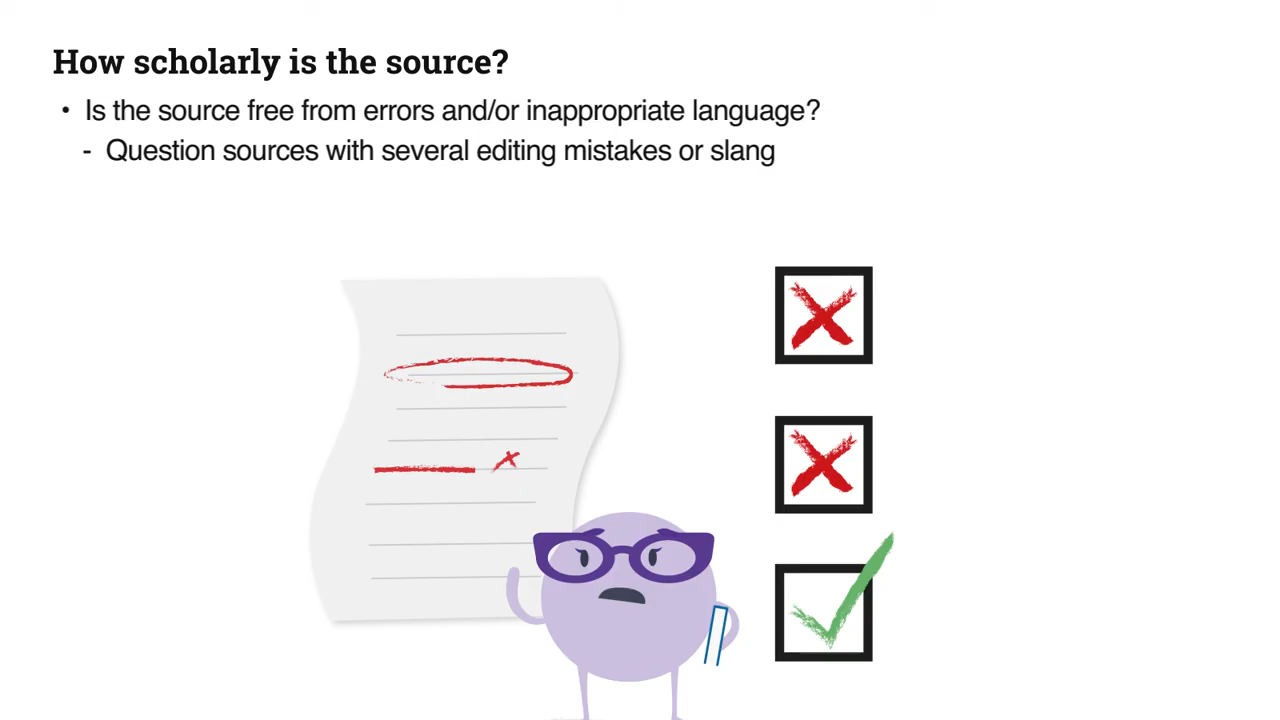 How scholarly is the source?
• Is the source free from errors and/or inappropriate language?
- Question sources with several editing mistakes or slang